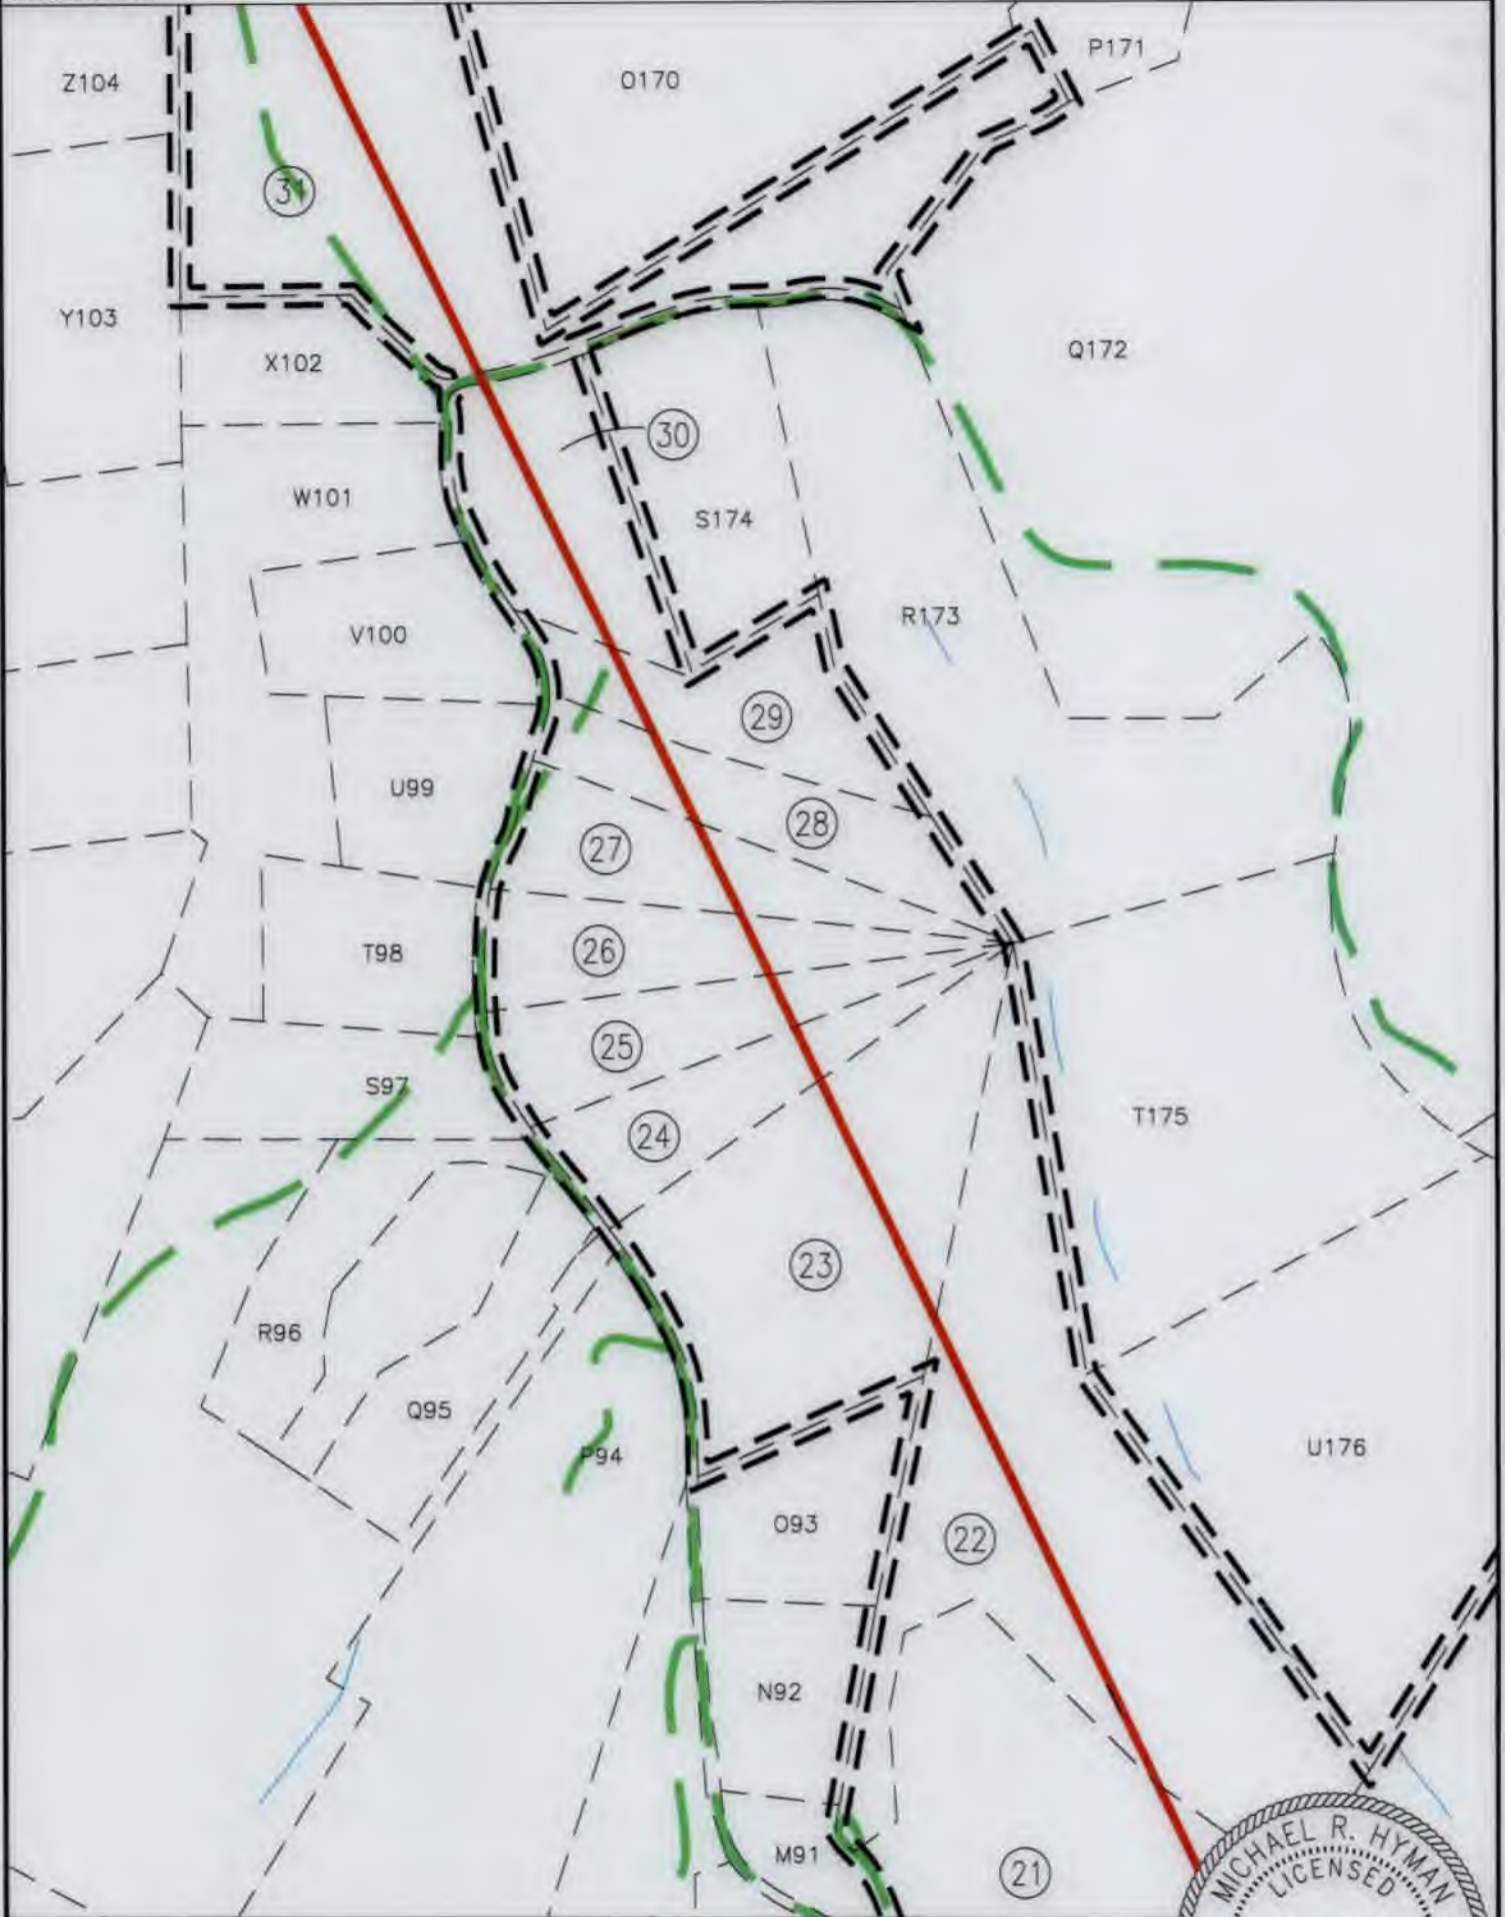 P171
Z104
O170
31
Y103
Q172
X102
30
W101
S174
R173
V100
29
U99
28
27
26
T98
25
S97
T175
24
23
R96
Q95
U176
P94
O93
22
N92
M91
21
MICHAEL R. HYMAN
LICENSED